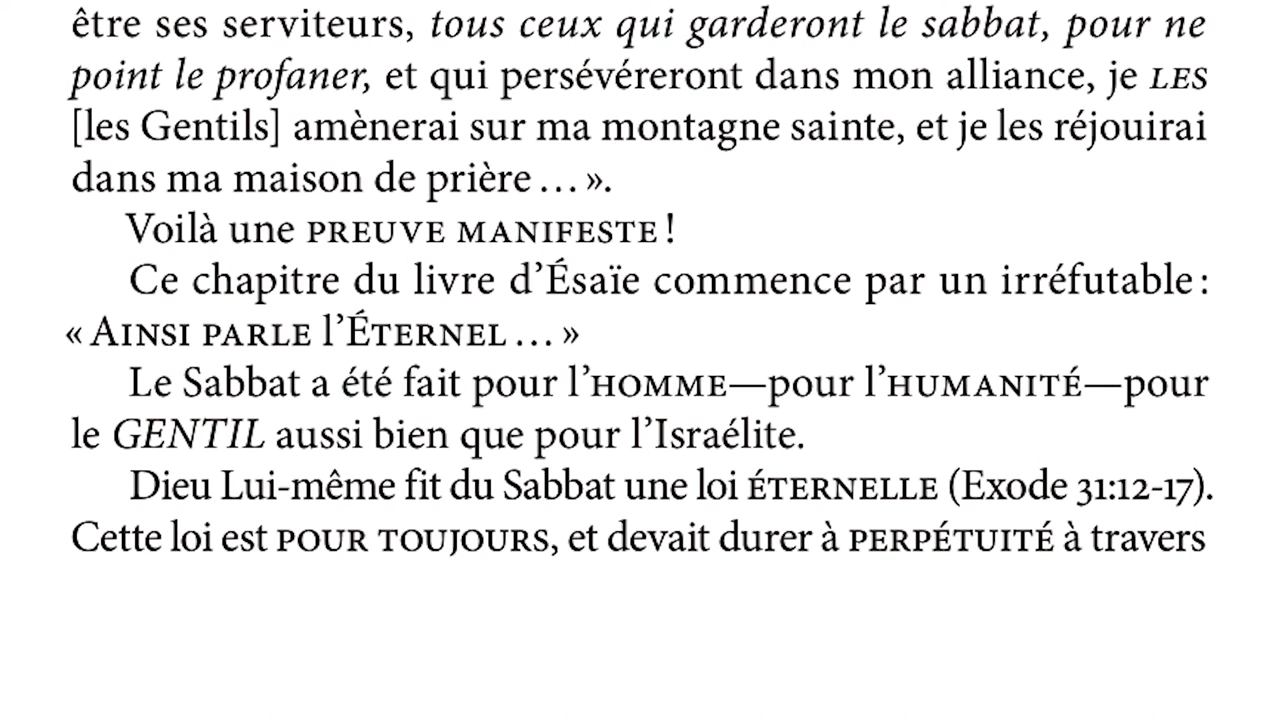 être ses serviteurs, tous ceux qui garderont le sabbat, pour ne
point le profaner, et qui persévéreront dans mon alliance, je LES
[les Gentils] amènerai sur ma montagne sainte, et je les réjouirai
dans ma maison de prière … ».
Voilà une PREUVE MANIFESTE !
Ce chapitre du livre d’Ésaïe commence par un irréfutable :
« AINSI PARLE l’ÉTERNEL … »
Le Sabbat a été fait pour l’HOMME—pour l’HUMANITÉ—pour
le GENTIL aussi bien que pour l’Israélite.
Dieu Lui-même fit du Sabbat une loi ÉTERNELLE (Exode 31:12-17).
Cette loi est POUR TOUJOURS, et devait durer à PERPÉTUITÉ à travers